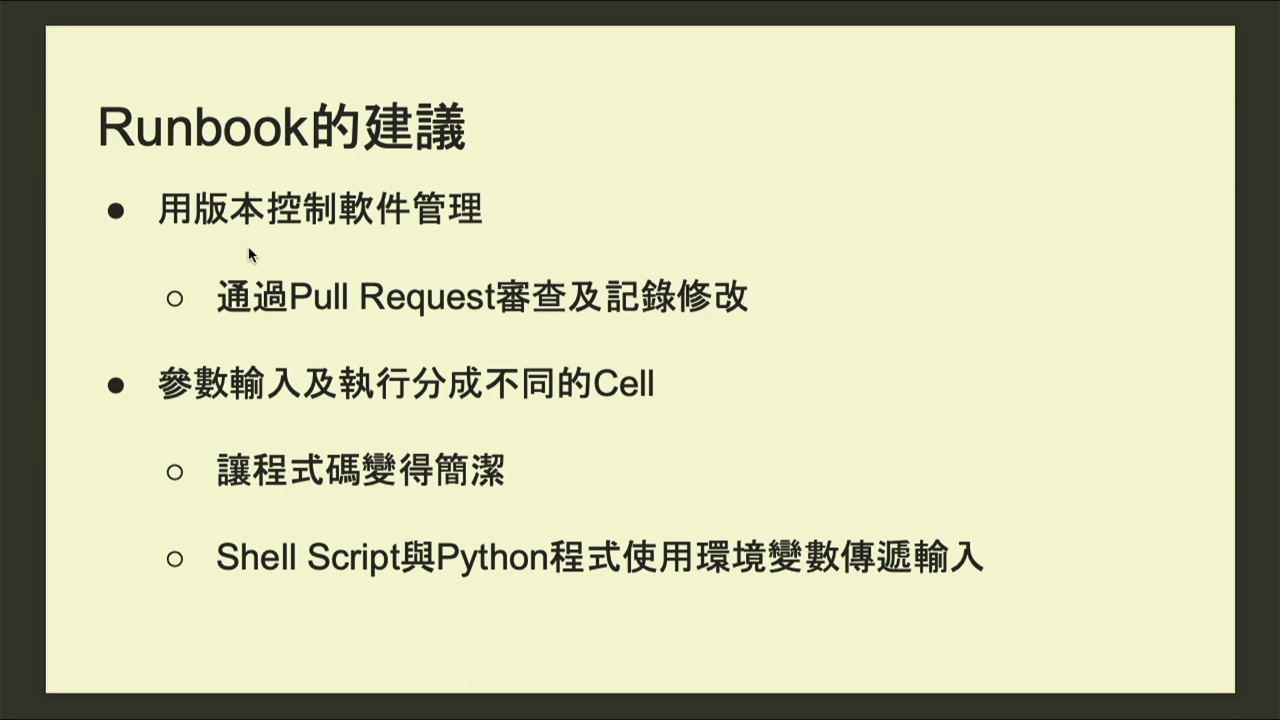 Runbook的建議
● 用版本控制軟件管理
○ 通過Pull Request審查及記錄修改
● 參數輸入及執行分成不同的Cell
○ 讓程式碼變得簡潔
○ Shell Script與Python程式使用環境變數傳遞輸入